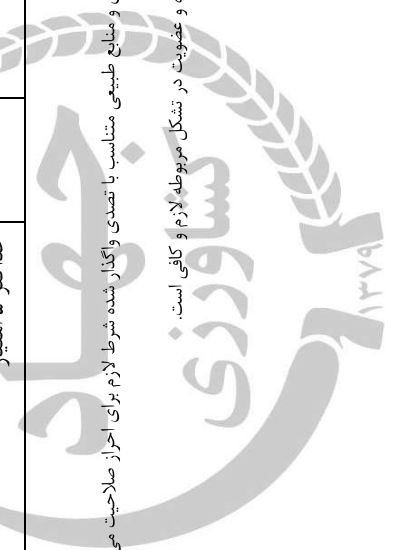 و منابع طبیعی متناسب با تصدی واگذار شده شرط لازم برای احراز صلاحیت می
و عضویت در تشکل مربوطه لازم و کافی است.
جهاد
کشاورزی
۱۳۷۹